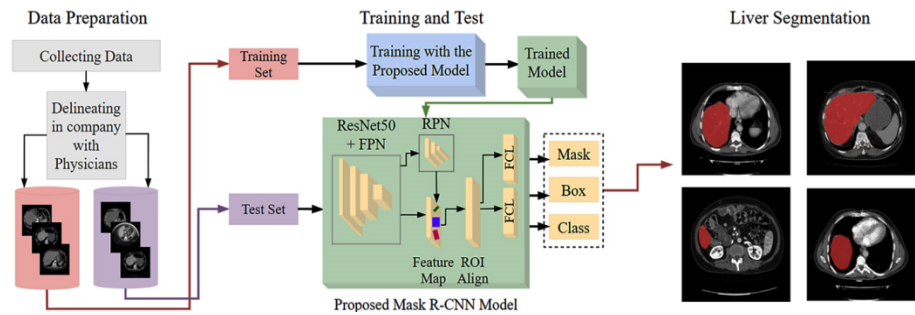 Data Preparation
Training and Test
Liver Segmentation
Collecting Data
Training
Set
Training with the
Proposed Model
Trained
Model
Delineating
in company
with
Physicians
ResNet50
+ FPN
RPN
FCL
Mask
Test Set
Box
FCL
Class
Feature
Map
ROI
Align
Proposed Mask R-CNN Model